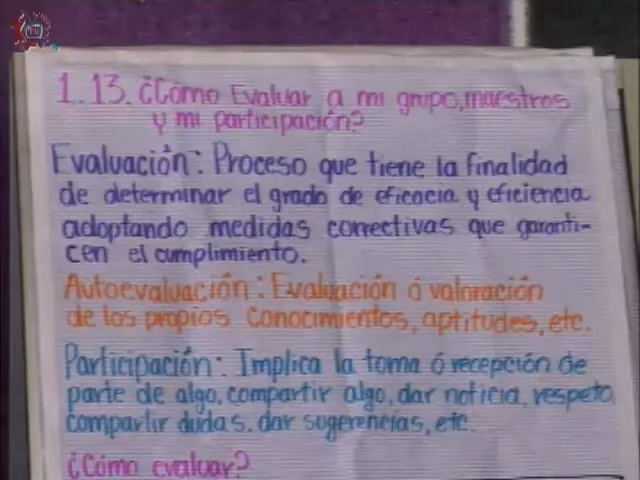 1.13. ¿Cómo Evaluar a mi grupo, maestros
y mi participación?
Evaluación: Proceso que tiene la finalidad
de determinar el grado de eficacia y eficiencia
adoptando medidas correctivas que garanti-
cen el cumplimiento.
Autoevaluación: Evaluación ó valoración
de los propios conocimientos, aptitudes, etc.
Participación: Implica la toma ó recepción de
parte de algo, compartir algo, dar noticia, respeto,
compartir dudas, dar sugerencias, etc.
¿Cómo evaluar?